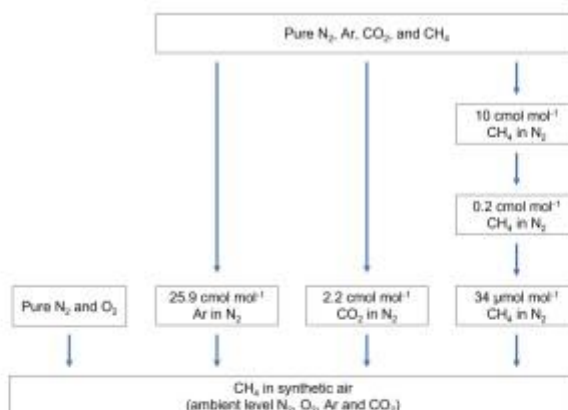 Pure N₂, Ar, CO₂, and CH₄
10 cmol mol⁻¹
CH₄ in N₂
0.2 cmol mol⁻¹
CH₄ in N₂
Pure N₂ and O₂
25.9 cmol mol⁻¹
Ar in N₂
2.2 cmol mol⁻¹
CO₂ in N₂
34 μmol mol⁻¹
CH₄ in N₂
CH₄ in synthetic air
(ambient level N₂, O₂, Ar and CO₂)